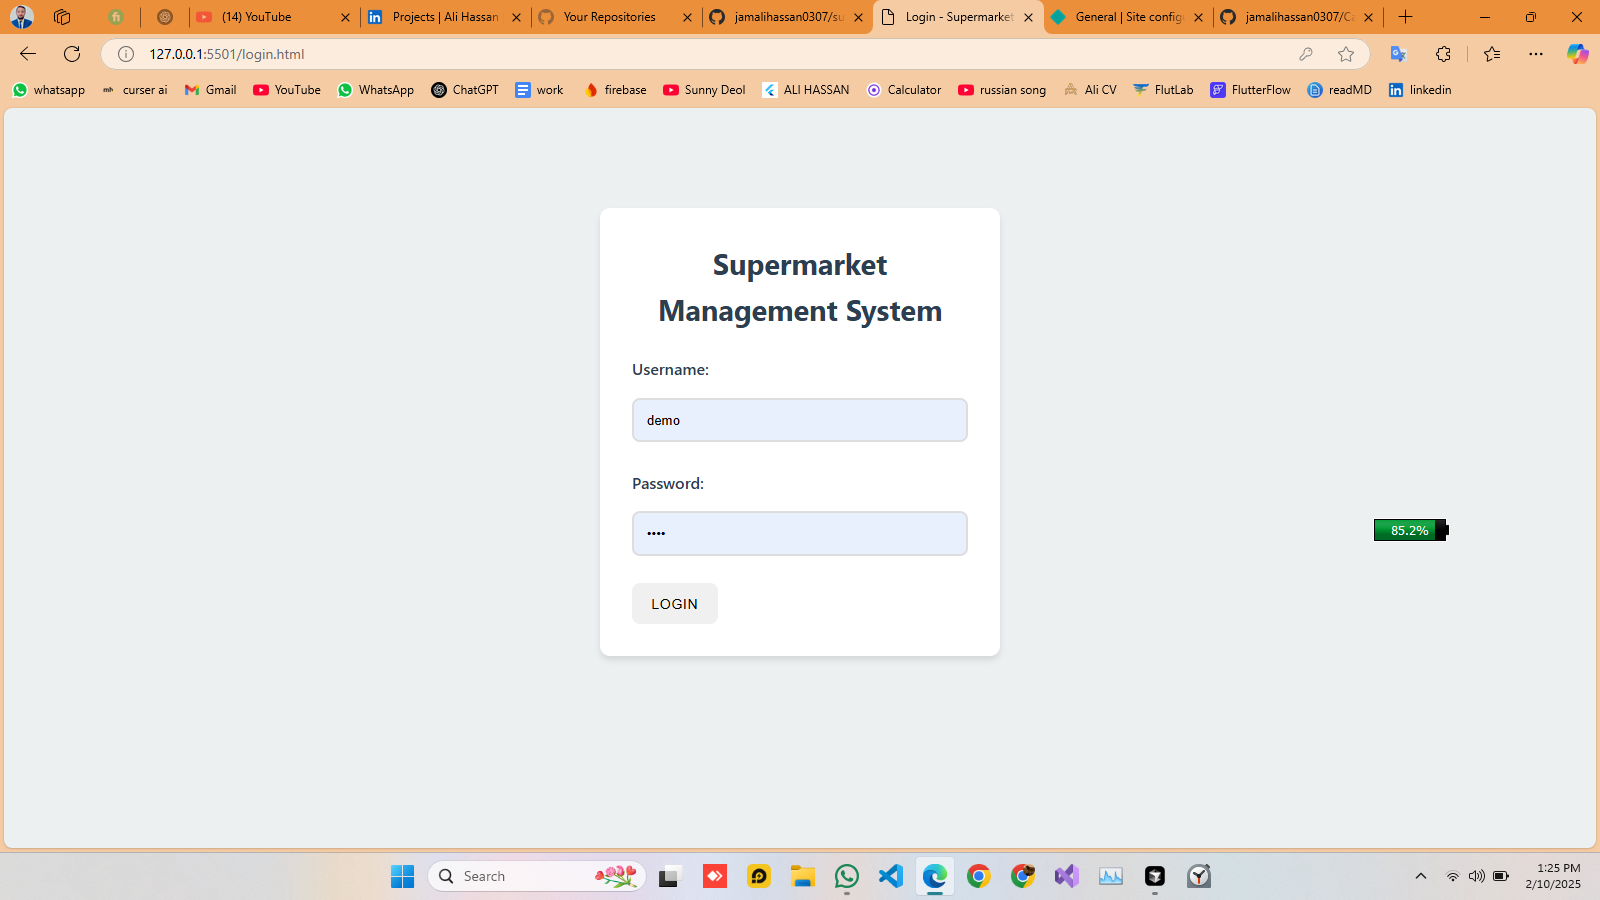 (14) YouTube
Projects | Ali Hassan
Your Repositories
jamalihassan0307/su
Login - Supermarket
General | Site config
jamalihassan0307/Ca
127.0.0.1:5501/login.html
whatsapp
mh curser ai
Gmail
YouTube
WhatsApp
ChatGPT
work
firebase
Sunny Deol
ALI HASSAN
Calculator
russian song
Ali CV
FlutLab
FlutterFlow
readMD
linkedin
Supermarket
Management System
Username:
demo
Password:
••••
85.2%
LOGIN
Search
1:25 PM
2/10/2025